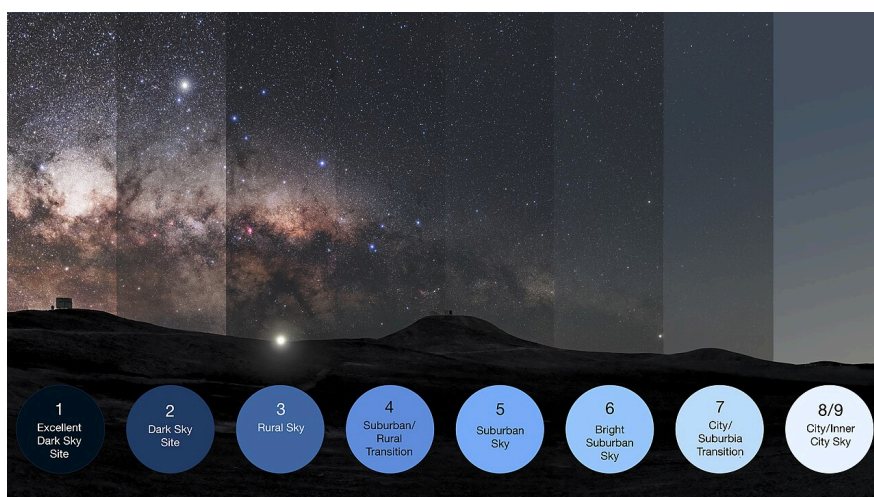 1
Excellent
Dark Sky
Site
2
Dark Sky
Site
3
Rural Sky
4
Suburban/
Rural
Transition
5
Suburban
Sky
6
Bright
Suburban
Sky
7
City/
Suburbia
Transition
8/9
City/Inner
City Sky